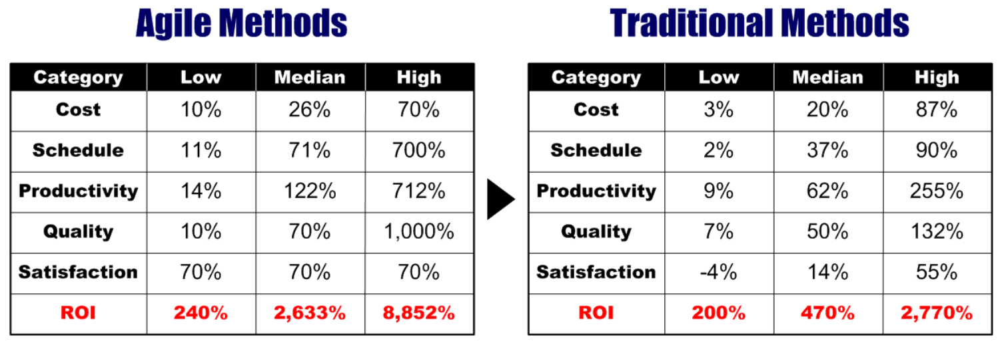 Agile Methods
Category Low Median High
Cost 10% 26% 70%
Schedule 11% 71% 700%
Productivity 14% 122% 712%
Quality 10% 70% 1,000%
Satisfaction 70% 70% 70%
ROI 240% 2,633% 8,852%
Traditional Methods
Category Low Median High
Cost 3% 20% 87%
Schedule 2% 37% 90%
Productivity 9% 62% 255%
Quality 7% 50% 132%
Satisfaction -4% 14% 55%
ROI 200% 470% 2,770%